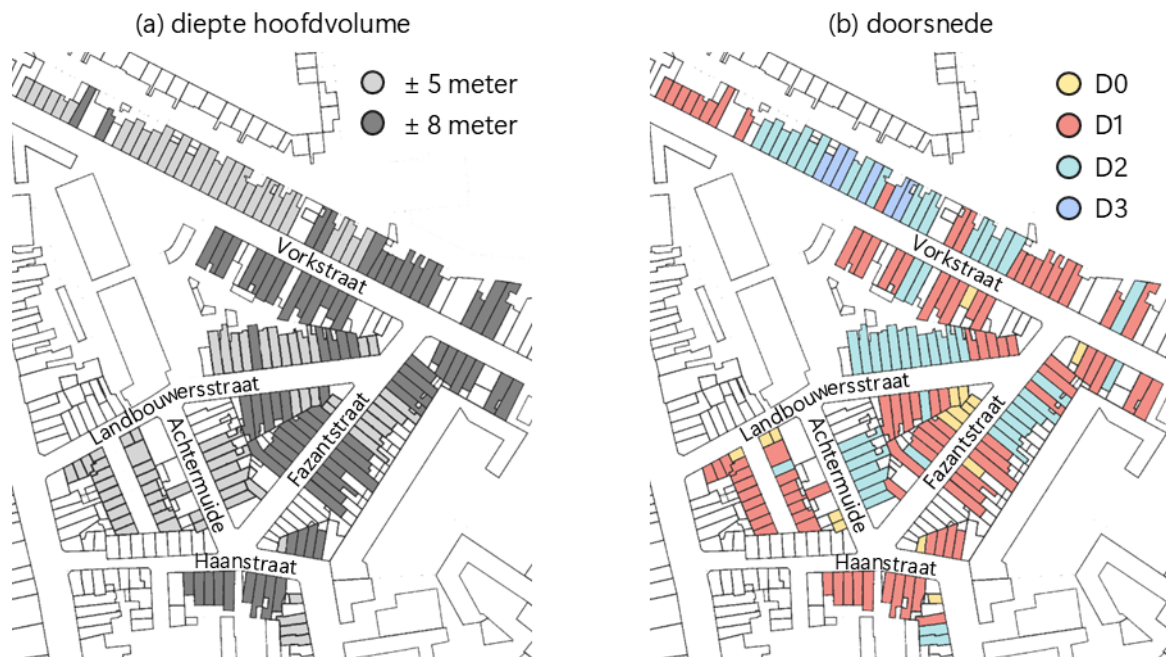 (a) diepte hoofdvolume
± 5 meter
± 8 meter
Vorkstraat
Landbouwersstraat
Achtermuide
Fazantstraat
Haanstraat
(b) doorsnede
D0
D1
D2
D3
Vorkstraat
Landbouwersstraat
Achtermuide
Fazantstraat
Haanstraat